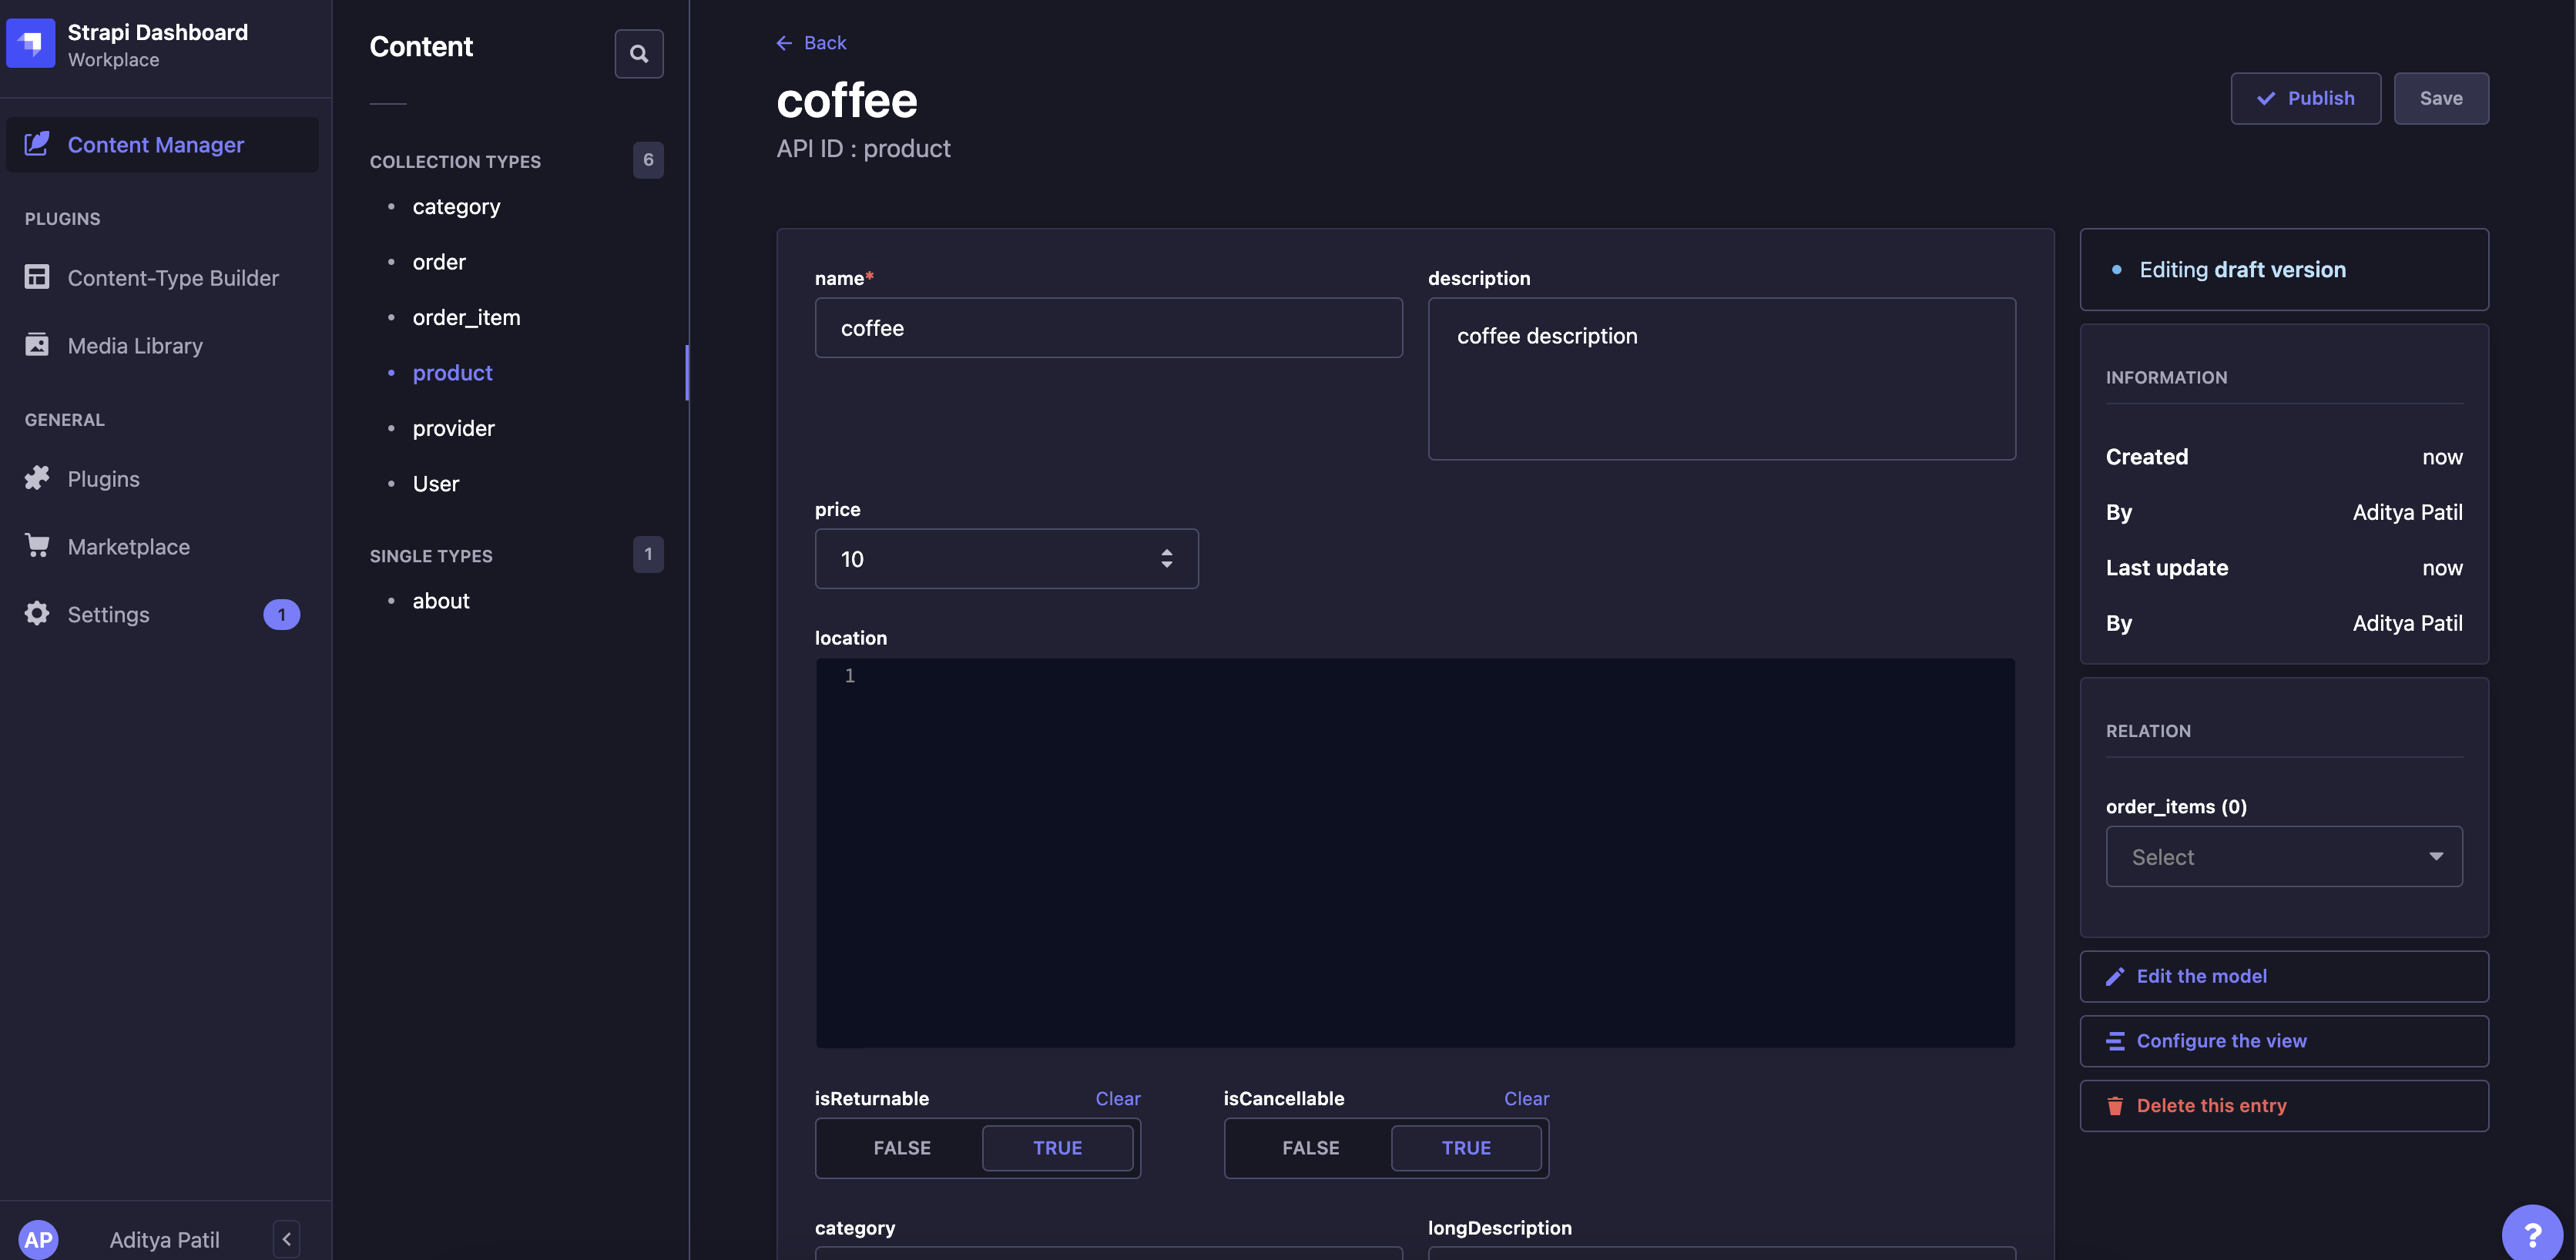 Strapi Dashboard
Workplace
Content Manager
PLUGINS
Content-Type Builder
Media Library
GENERAL
Plugins
Marketplace
Settings
1
AP
Aditya Patil
Content
COLLECTION TYPES
6
category
order
order_item
product
provider
User
SINGLE TYPES
1
about
Back
coffee
API ID : product
Publish
Save
name*
coffee
description
coffee description
price
10
location
1
isReturnable
Clear
FALSE
TRUE
isCancellable
Clear
FALSE
TRUE
category
longDescription
Editing draft version
INFORMATION
Created
now
By
Aditya Patil
Last update
now
By
Aditya Patil
RELATION
order_items (0)
Select
Edit the model
Configure the view
Delete this entry
?